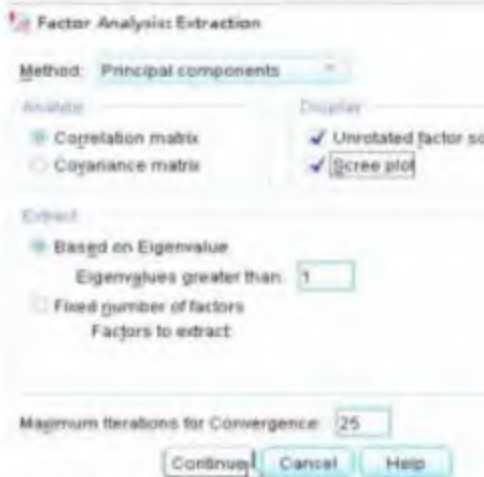 Factor Analysis: Extraction
Method: Principal components
Analyze
Display
Correlation matrix
Unrotated factor so
Covariance matrix
Scree plot
Extract
Based on Eigenvalue
Eigenvalues greater than: 1
Fixed number of factors
Factors to extract
Maximum Iterations for Convergence: 25
Continue
Cancel
Help